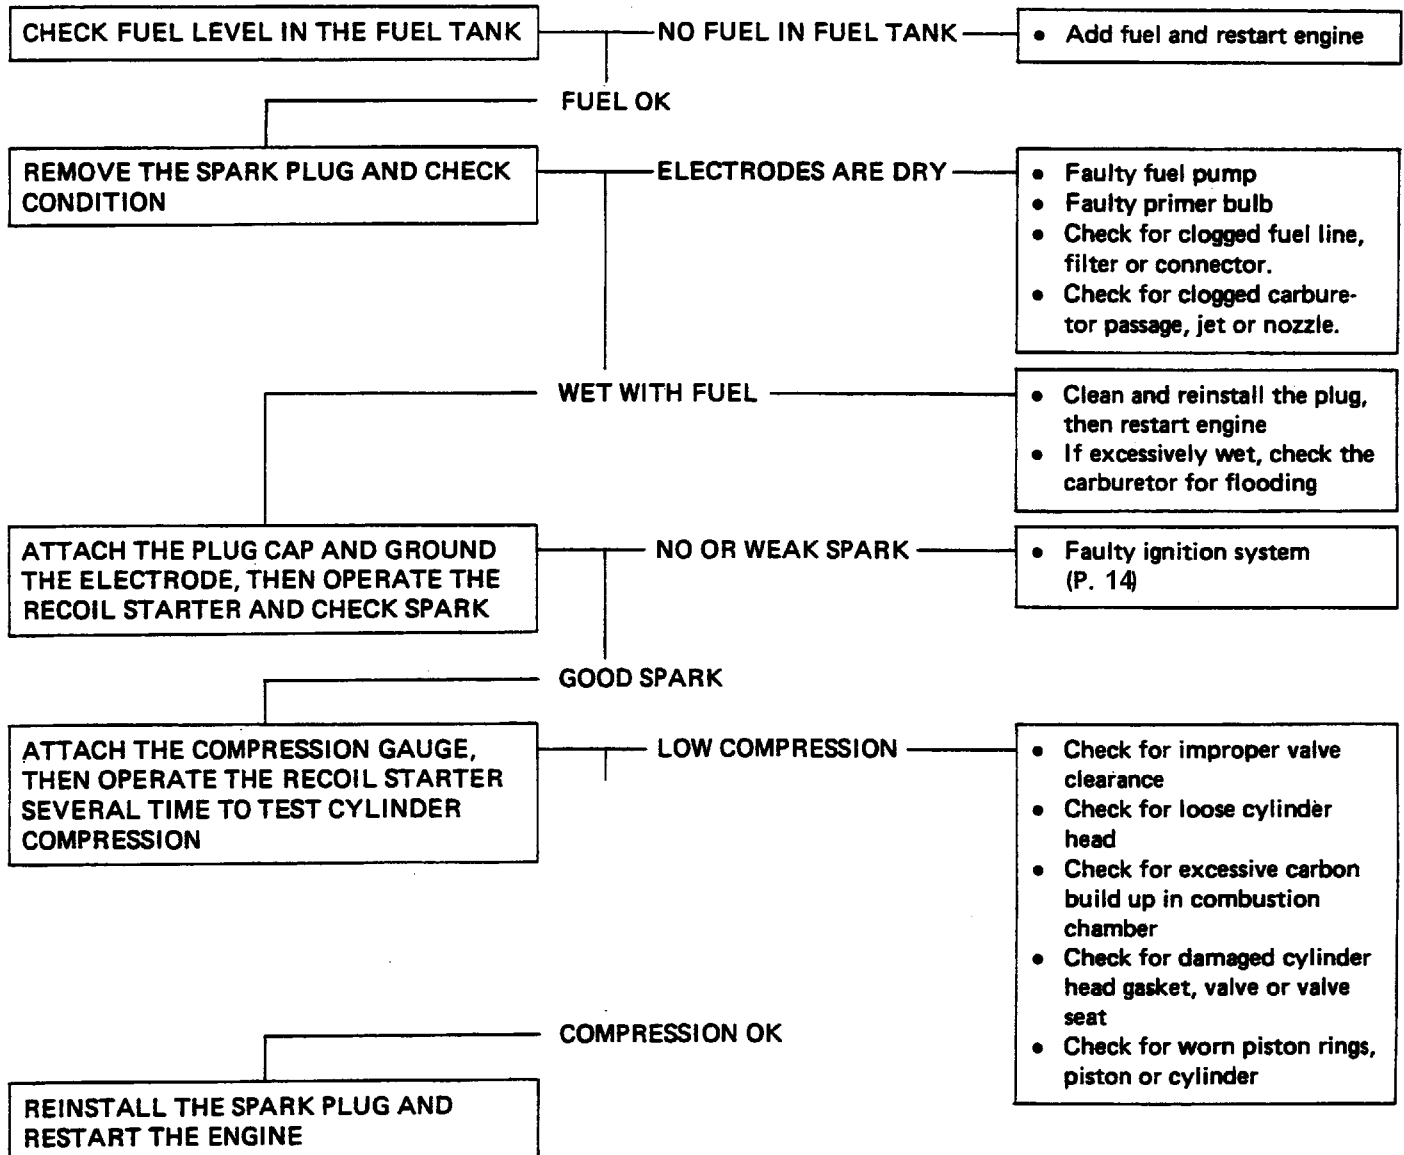 CHECK FUEL LEVEL IN THE FUEL TANK
NO FUEL IN FUEL TANK
• Add fuel and restart engine
FUEL OK
REMOVE THE SPARK PLUG AND CHECK
CONDITION
ELECTRODES ARE DRY
• Faulty fuel pump
• Faulty primer bulb
• Check for clogged fuel line,
filter or connector.
• Check for clogged carbure-
tor passage, jet or nozzle.
WET WITH FUEL
• Clean and reinstall the plug,
then restart engine
• If excessively wet, check the
carburetor for flooding
ATTACH THE PLUG CAP AND GROUND
THE ELECTRODE, THEN OPERATE THE
RECOIL STARTER AND CHECK SPARK
NO OR WEAK SPARK
• Faulty ignition system
(P. 14)
GOOD SPARK
ATTACH THE COMPRESSION GAUGE,
THEN OPERATE THE RECOIL STARTER
SEVERAL TIME TO TEST CYLINDER
COMPRESSION
LOW COMPRESSION
• Check for improper valve
clearance
• Check for loose cylinder
head
• Check for excessive carbon
build up in combustion
chamber
• Check for damaged cylinder
head gasket, valve or valve
seat
• Check for worn piston rings,
piston or cylinder
COMPRESSION OK
REINSTALL THE SPARK PLUG AND
RESTART THE ENGINE